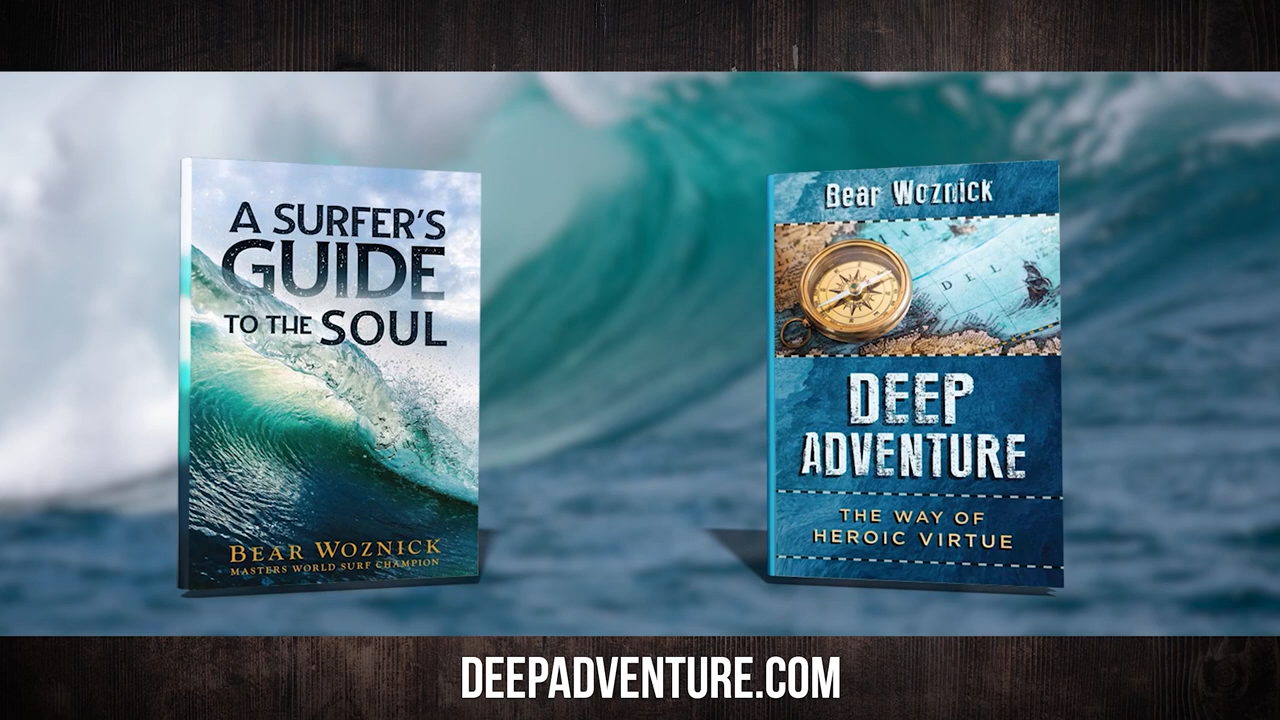 A SURFER'S
GUIDE
TO THE SOUL
BEAR WOZNICK
MASTERS WORLD SURF CHAMPION
Bear Woznick
DEL
DEEP
ADVENTURE
THE WAY OF
HEROIC VIRTUE
DEEPADVENTURE.COM